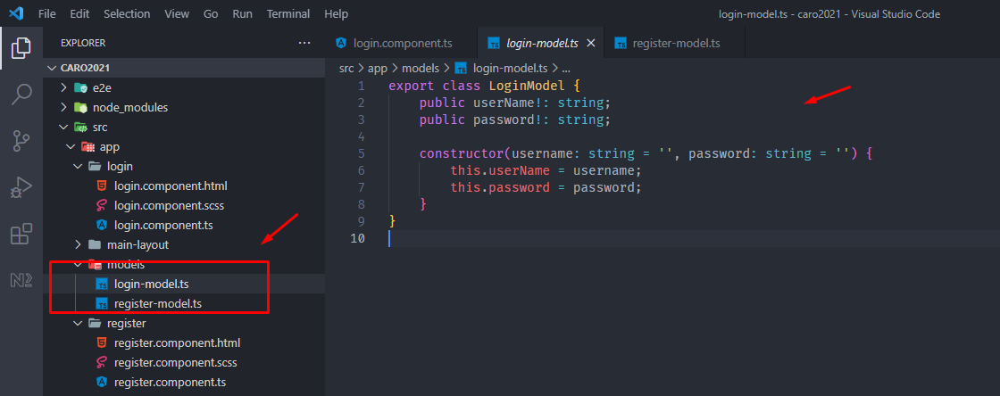 File Edit Selection View Go Run Terminal Help
login-model.ts - caro2021 - Visual Studio Code
EXPLORER
CARO2021
e2e
node_modules
src
app
login
login.component.html
login.component.scss
login.component.ts
main-layout
models
login-model.ts
register-model.ts
register
register.component.html
register.component.scss
register.component.ts
login.component.ts login-model.ts register-model.ts
src > app > models > login-model.ts > ...
1 export class LoginModel {
2 public userName!: string;
3 public password!: string;
4
5 constructor(username: string = '', password: string = '') {
6 this.userName = username;
7 this.password = password;
8 }
9 }
10